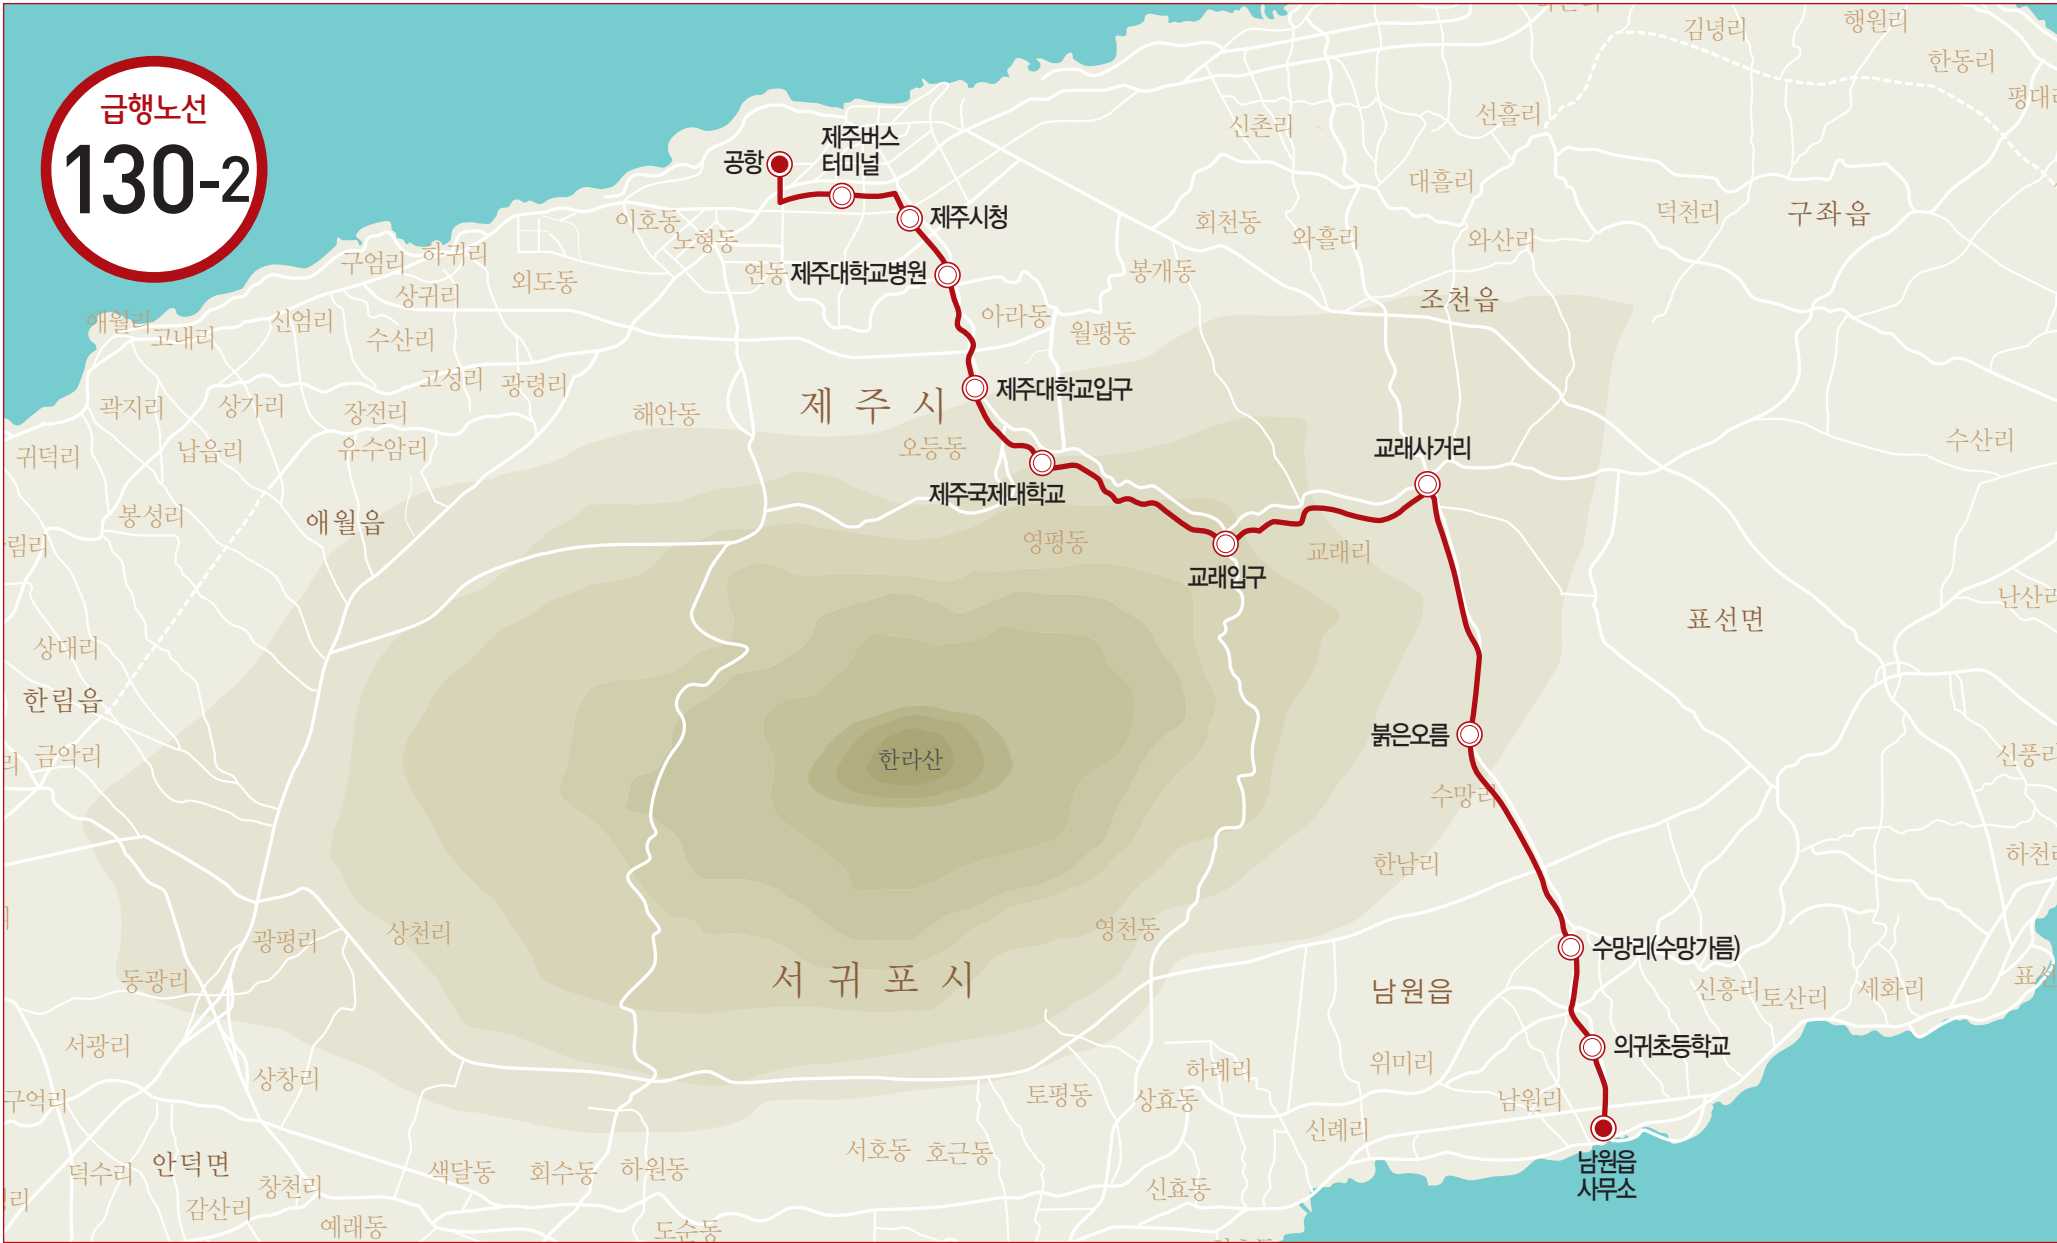 급행노선
130-2
공항
제주버스
터미널
제주시청
제주대학교병원
제주대학교입구
제주국제대학교
교래입구
교래사거리
붉은오름
수망리(수망가름)
의귀초등학교
남원읍
사무소
김녕리
행원리
한동리
선흘리
신촌리
대흘리
덕천리
구좌읍
이호동
노형동
회천동
와흘리
와산리
구엄리
하귀리
외도동
연동
봉개동
상귀리
조천읍
애월리
고내리
신엄리
수산리
아라동
월평동
고성리
광령리
제주시
곽지리
상가리
장전리
해안동
귀덕리
납읍리
유수암리
오등동
수산리
봉성리
애월읍
영평동
교래리
표선면
상대리
한림읍
금악리
한라산
수망리
한남리
광평리
상천리
영천동
동광리
서귀포시
남원읍
신흥리
토산리
세화리
서광리
상창리
하례리
위미리
구억리
토평동
상효동
남원리
신례리
덕수리
안덕면
창천리
색달동
회수동
하원동
서호동
호근동
신효동
감산리
예래동
도순동